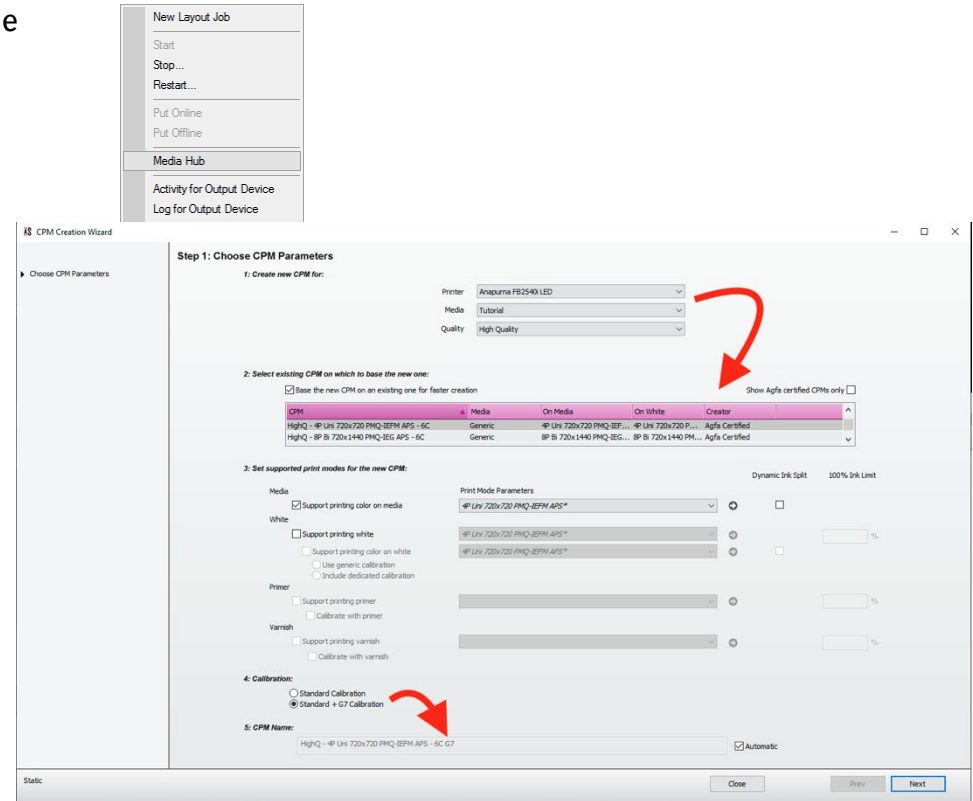 e
New Layout Job
Start
Stop...
Restart...
Put Online
Put Offline
Media Hub
Activity for Output Device
Log for Output Device
CPM Creation Wizard
Choose CPM Parameters
Step 1: Choose CPM Parameters
1: Create new CPM for:
Printer Anapurna FB2540i LED
Media Tutorial
Quality High Quality
2: Select existing CPM on which to base the new one:
Base the new CPM on an existing one for faster creation Show Agfa certified CPMs only
CPM Media On Media On White Creator
HighQ - 4P Uni 720x720 PMQ-IEFM APS - 6C Generic 4P Uni 720x720 PMQ-IEF... 4P Uni 720x720 P... Agfa Certified
HighQ - 8P Bi 720x1440 PMQ-IEG APS - 6C Generic 8P Bi 720x1440 PMQ-IEG... 8P Bi 720x1440 PM... Agfa Certified
3: Set supported print modes for the new CPM:
Dynamic Ink Split 100% Ink Limit
Media Print Mode Parameters
Support printing color on media 4P Uni 720x720 PMQ-IEFM APS*
White
Support printing white 4P Uni 720x720 PMQ-IEFM APS* %
Support printing color on white 4P Uni 720x720 PMQ-IEFM APS*
Use generic calibration
Include dedicated calibration
Primer
Support printing primer %
Calibrate with primer
Varnish
Support printing varnish %
Calibrate with varnish
4: Calibration:
Standard Calibration
Standard + G7 Calibration
5: CPM Name:
HighQ - 4P Uni 720x720 PMQ-IEFM APS - 6C G7 Automatic
Static Close Prev Next